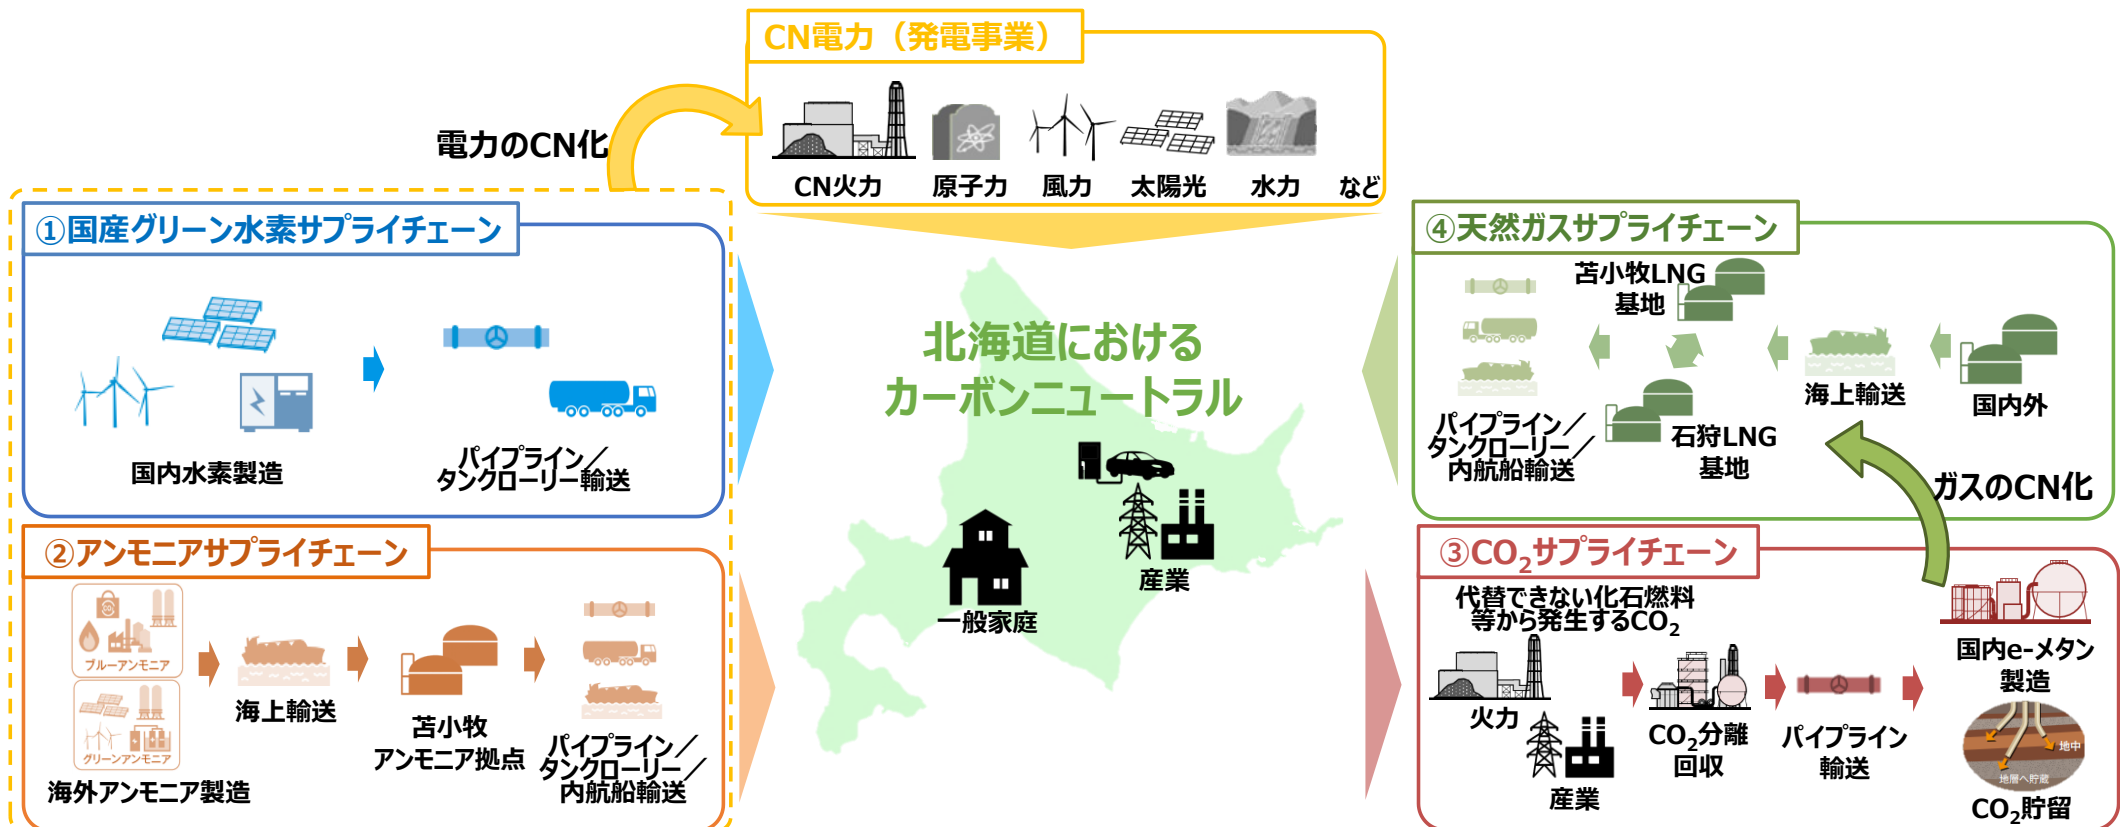 CN電力（発電事業）
CN火力
原子力
風力
太陽光
水力
など
電力のCN化
①国産グリーン水素サプライチェーン
国内水素製造
パイプライン／
タンクローリー輸送
②アンモニアサプライチェーン
ブルーアンモニア
グリーンアンモニア
海外アンモニア製造
海上輸送
苫小牧
アンモニア拠点
パイプライン／
タンクローリー／
内航船輸送
北海道における
カーボンニュートラル
一般家庭
産業
④天然ガスサプライチェーン
苫小牧LNG
基地
パイプライン／
タンクローリー／
内航船輸送
石狩LNG
基地
海上輸送
国内外
ガスのCN化
③CO₂サプライチェーン
代替できない化石燃料
等から発生するCO₂
火力
産業
CO₂分離
回収
パイプライン
輸送
国内e-メタン
製造
地中
地層へ貯蔵
CO₂貯留